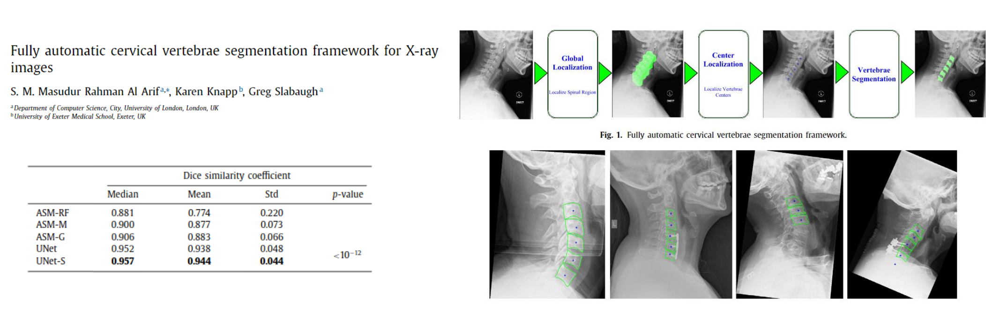 Fully automatic cervical vertebrae segmentation framework for X-ray
images
S. M. Masudur Rahman Al Arif a,*, Karen Knapp b, Greg Slabaugh a
a Department of Computer Science, City, University of London, London, UK
b University of Exeter Medical School, Exeter, UK
Dice similarity coefficient
Median Mean Std p-value
ASM-RF 0.881 0.774 0.220
ASM-M 0.900 0.877 0.073
ASM-G 0.906 0.883 0.066
UNet 0.952 0.938 0.048
<10−12
UNet-S 0.957 0.944 0.044
Global
Localization
Localize Spinal Region
Center
Localization
Localize Vertebrae
Centers
Vertebrae
Segmentation
L
ERECT
L
ERECT
L
ERECT
L
ERECT
Fig. 1. Fully automatic cervical vertebrae segmentation framework.
L